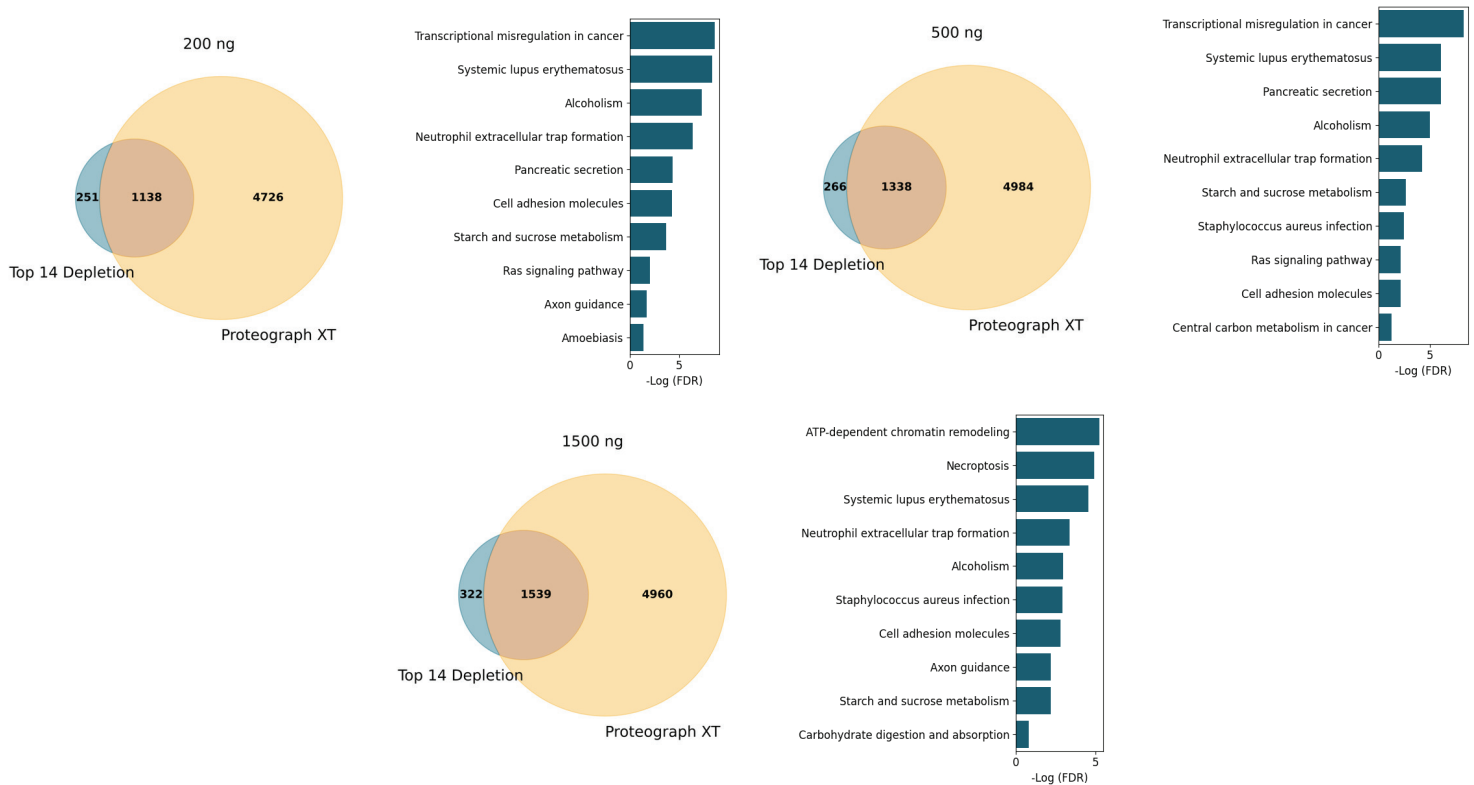 200 ng
251
1138
4726
Top 14 Depletion
Proteograph XT
Transcriptional misregulation in cancer
Systemic lupus erythematosus
Alcoholism
Neutrophil extracellular trap formation
Pancreatic secretion
Cell adhesion molecules
Starch and sucrose metabolism
Ras signaling pathway
Axon guidance
Amoebiasis
0 5
-Log (FDR)
500 ng
266
1338
4984
Top 14 Depletion
Proteograph XT
Transcriptional misregulation in cancer
Systemic lupus erythematosus
Pancreatic secretion
Alcoholism
Neutrophil extracellular trap formation
Starch and sucrose metabolism
Staphylococcus aureus infection
Ras signaling pathway
Cell adhesion molecules
Central carbon metabolism in cancer
0 5
-Log (FDR)
1500 ng
322
1539
4960
Top 14 Depletion
Proteograph XT
ATP-dependent chromatin remodeling
Necroptosis
Systemic lupus erythematosus
Neutrophil extracellular trap formation
Alcoholism
Staphylococcus aureus infection
Cell adhesion molecules
Axon guidance
Starch and sucrose metabolism
Carbohydrate digestion and absorption
0 5
-Log (FDR)